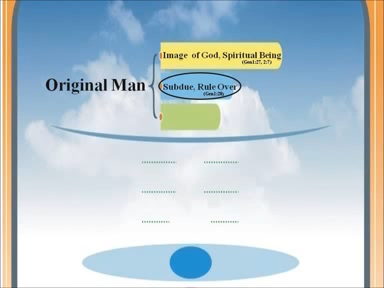 Image of God, Spiritual Being
(Gen1:27, 2:7)
Original Man
Subdue, Rule Over
(Gen1:28)